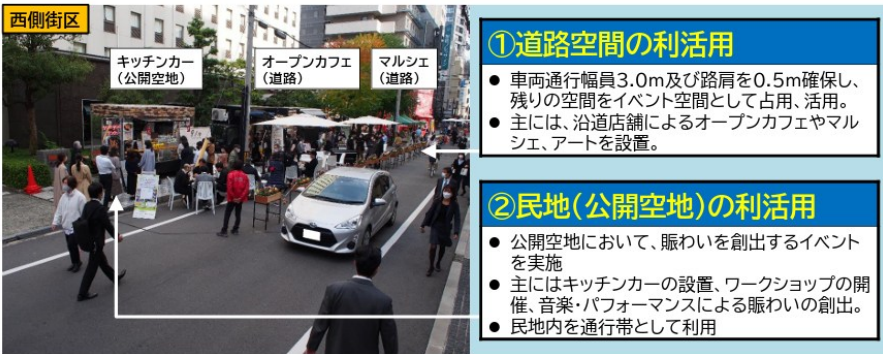 西側街区
キッチンカー
（公開空地）
オープンカフェ
（道路）
マルシェ
（道路）
①道路空間の利活用
● 車両通行幅員3.0m及び路肩を0.5m確保し、
残りの空間をイベント空間として占用、活用。
● 主には、沿道店舗によるオープンカフェやマル
シェ、アートを設置。
②民地（公開空地）の利活用
● 公開空地において、賑わいを創出するイベント
を実施
● 主にはキッチンカーの設置、ワークショップの開
催、音楽・パフォーマンスによる賑わいの創出。
● 民地内を通行帯として利用